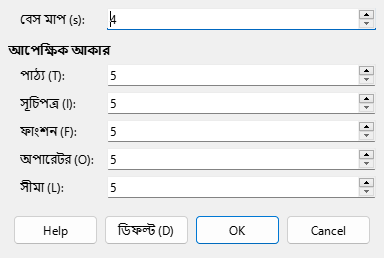 বেস মাপ (s): 4
আপেক্ষিক আকার
পাঠ্য (T): 5
সূচিপত্র (I): 5
ফাংশন (F): 5
অপারেটর (O): 5
সীমা (L): 5
Help ডিফল্ট (D) OK Cancel